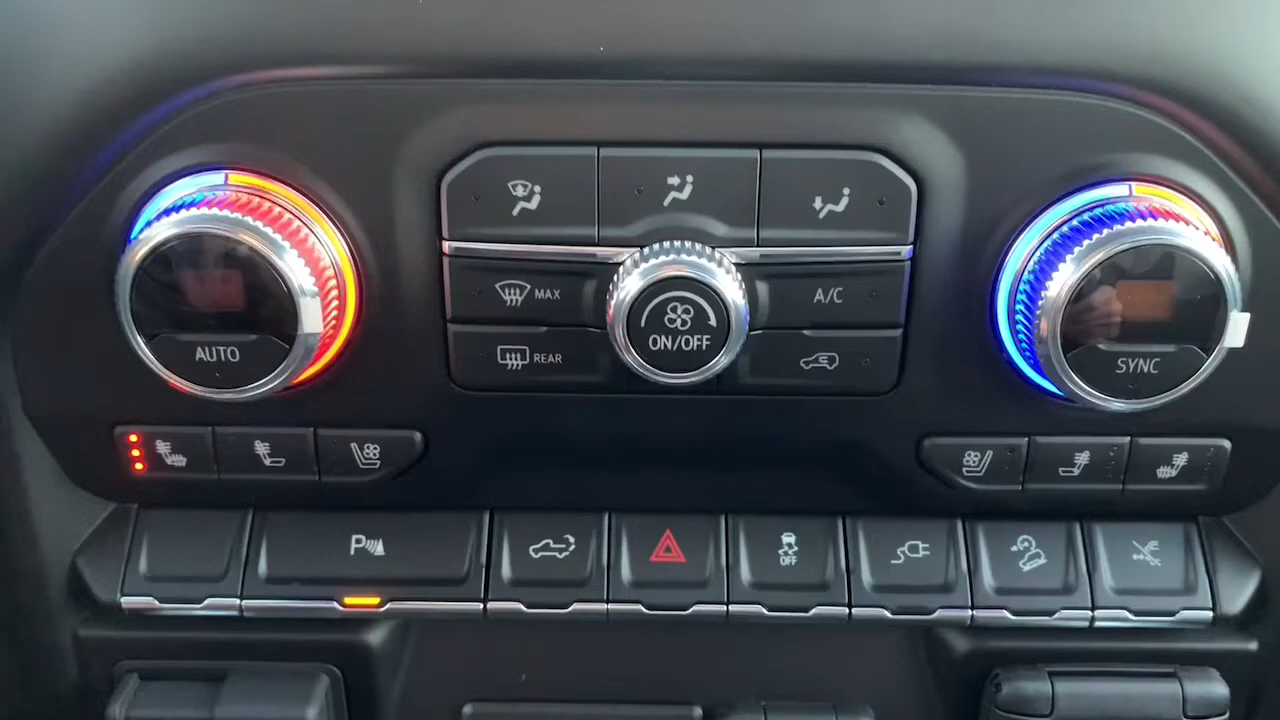 MAX
A/C
ON/OFF
AUTO
REAR
SYNC
P
OFF